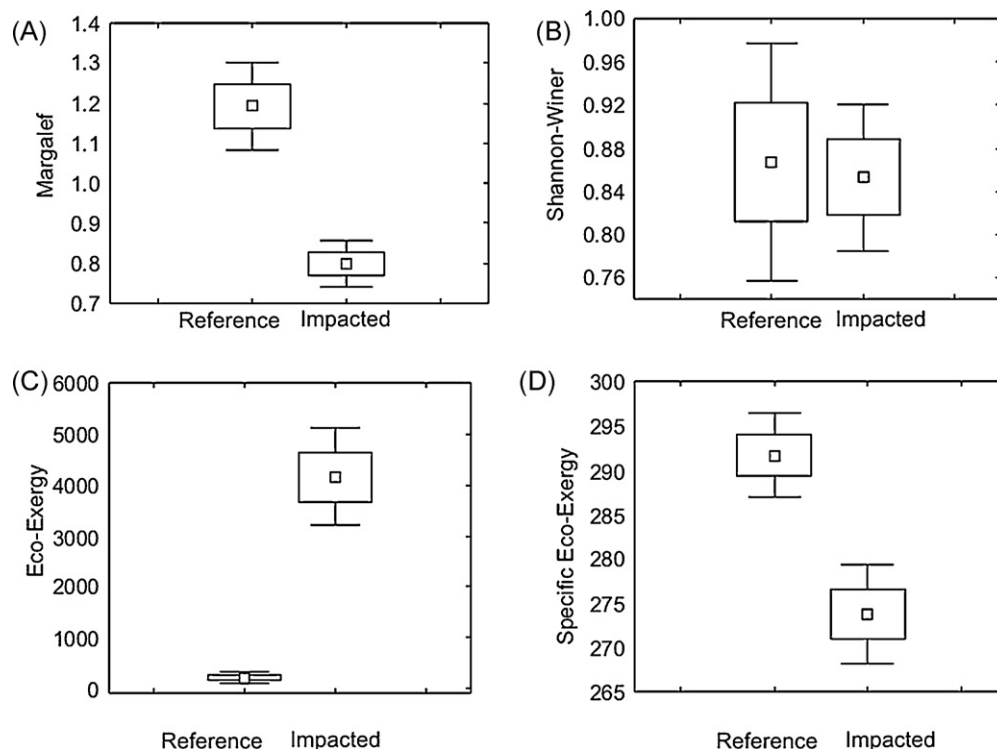 (A)
1.4
1.3
1.2
1.1
1.0
0.9
0.8
0.7
Margalef
Reference Impacted
(B)
1.00
0.96
0.92
0.88
0.84
0.80
0.76
Shannon-Winer
Reference Impacted
(C)
6000
5000
4000
3000
2000
1000
0
Eco-Exergy
Reference Impacted
(D)
300
295
290
285
280
275
270
265
Specific Eco-Exergy
Reference Impacted